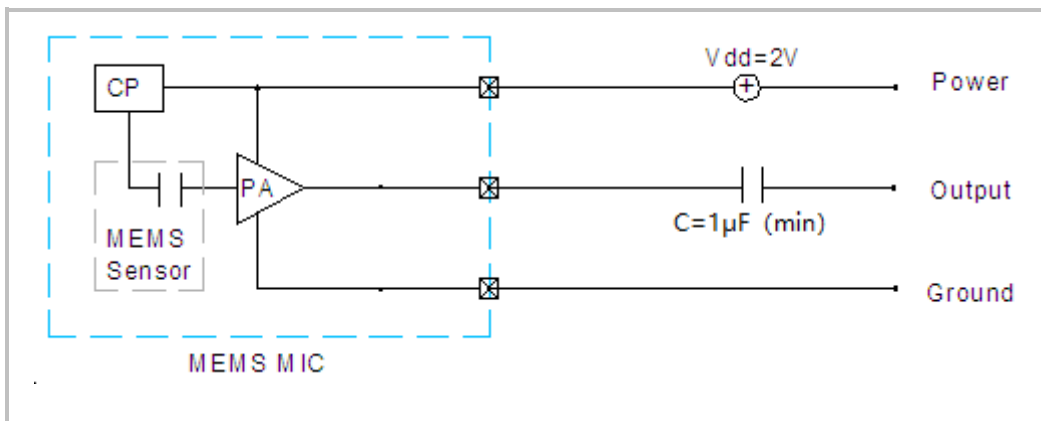 Vdd=2V
CP
Power
PA
Output
C=1μF (min)
MEMS
Sensor
Ground
MEMS MIC